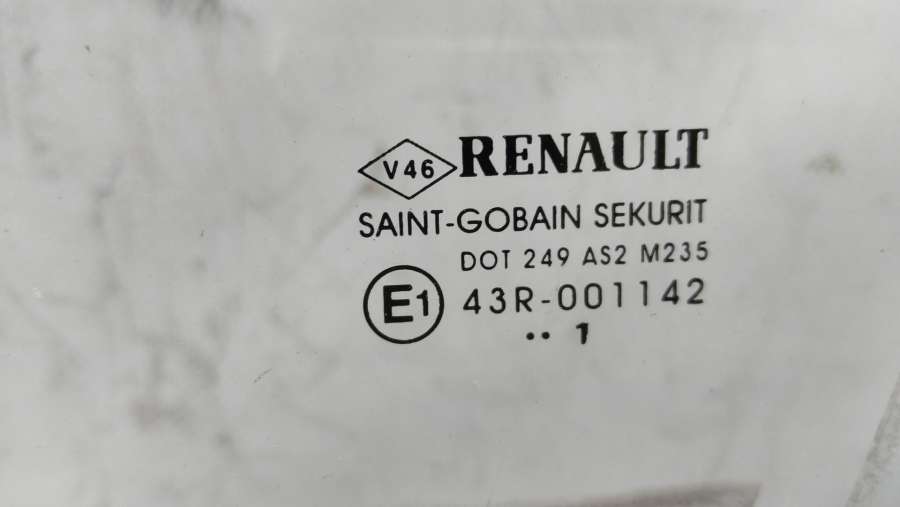 V46 RENAULT
SAINT-GOBAIN SEKURIT
DOT 249 AS2 M235
E1 43R-001142
•• 1